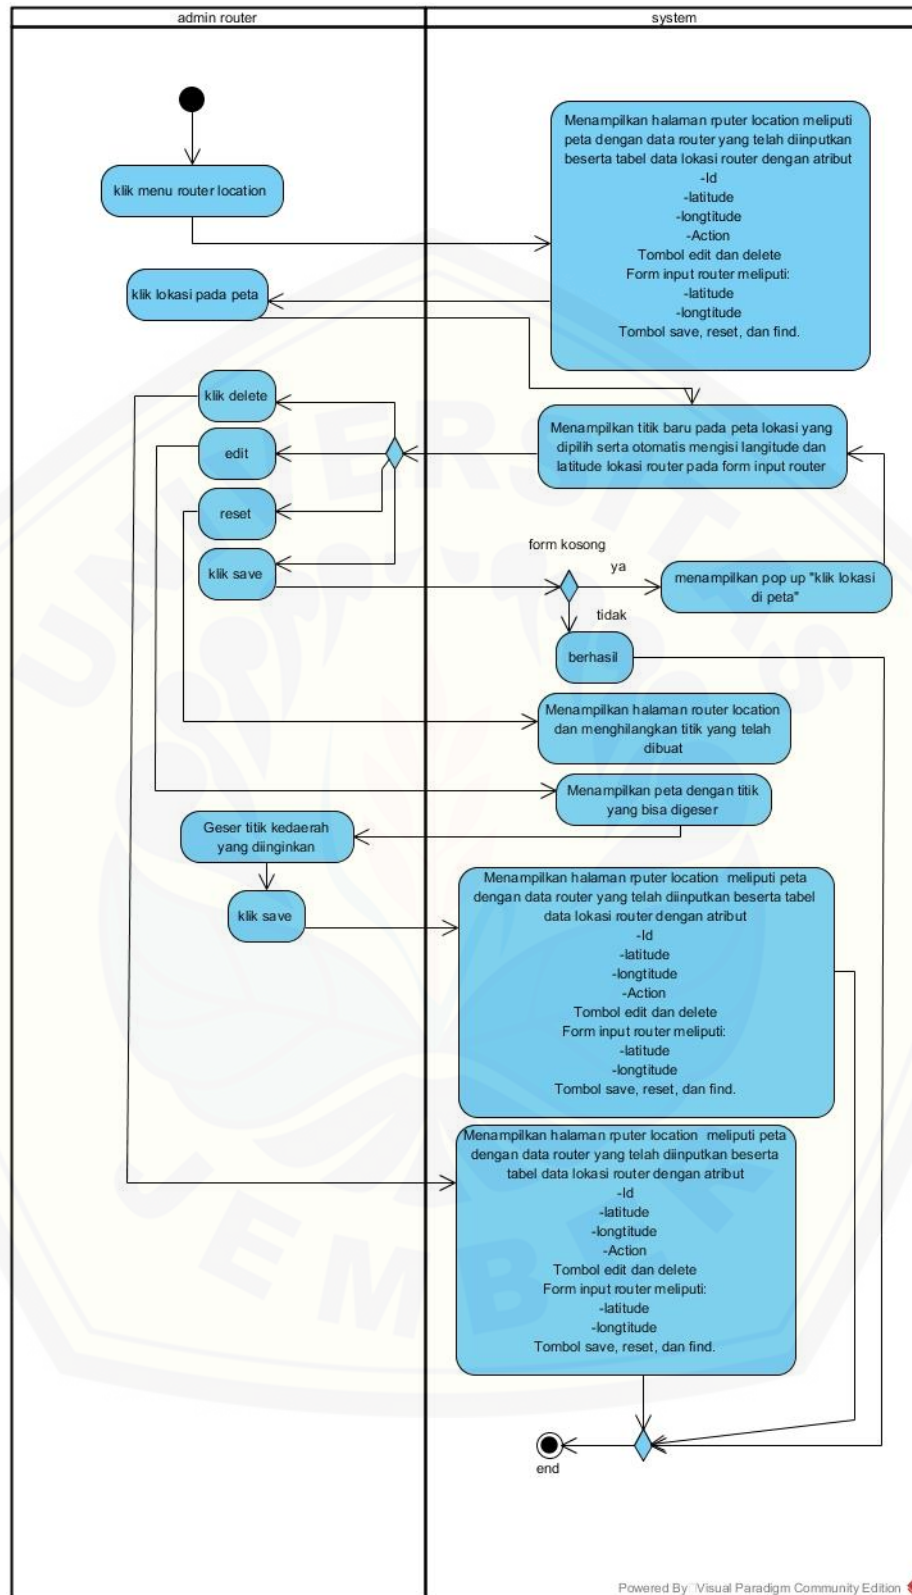 admin router
system
Menampilkan halaman rputer location meliputi
peta dengan data router yang telah diinputkan
beserta tabel data lokasi router dengan atribut
-Id
-latitude
-longtitude
-Action
Tombol edit dan delete
Form input router meliputi:
-latitude
-longtitude
Tombol save, reset, dan find.
klik menu router location
klik lokasi pada peta
klik delete
edit
reset
klik save
Menampilkan titik baru pada peta lokasi yang
dipilih serta otomatis mengisi langitude dan
latitude lokasi router pada form input router
form kosong
ya
menampilkan pop up "klik lokasi
di peta"
tidak
berhasil
Menampilkan halaman router location
dan menghilangkan titik yang telah
dibuat
Menampilkan peta dengan titik
yang bisa digeser
Geser titik kedaerah
yang diinginkan
klik save
Menampilkan halaman rputer location meliputi peta
dengan data router yang telah diinputkan beserta tabel
data lokasi router dengan atribut
-Id
-latitude
-longtitude
-Action
Tombol edit dan delete
Form input router meliputi:
-latitude
-longtitude
Tombol save, reset, dan find.
Menampilkan halaman rputer location meliputi peta
dengan data router yang telah diinputkan beserta
tabel data lokasi router dengan atribut
-Id
-latitude
-longtitude
-Action
Tombol edit dan delete
Form input router meliputi:
-latitude
-longtitude
Tombol save, reset, dan find.
end
UNIVERSITAS
JEMBER
Powered By Visual Paradigm Community Edition